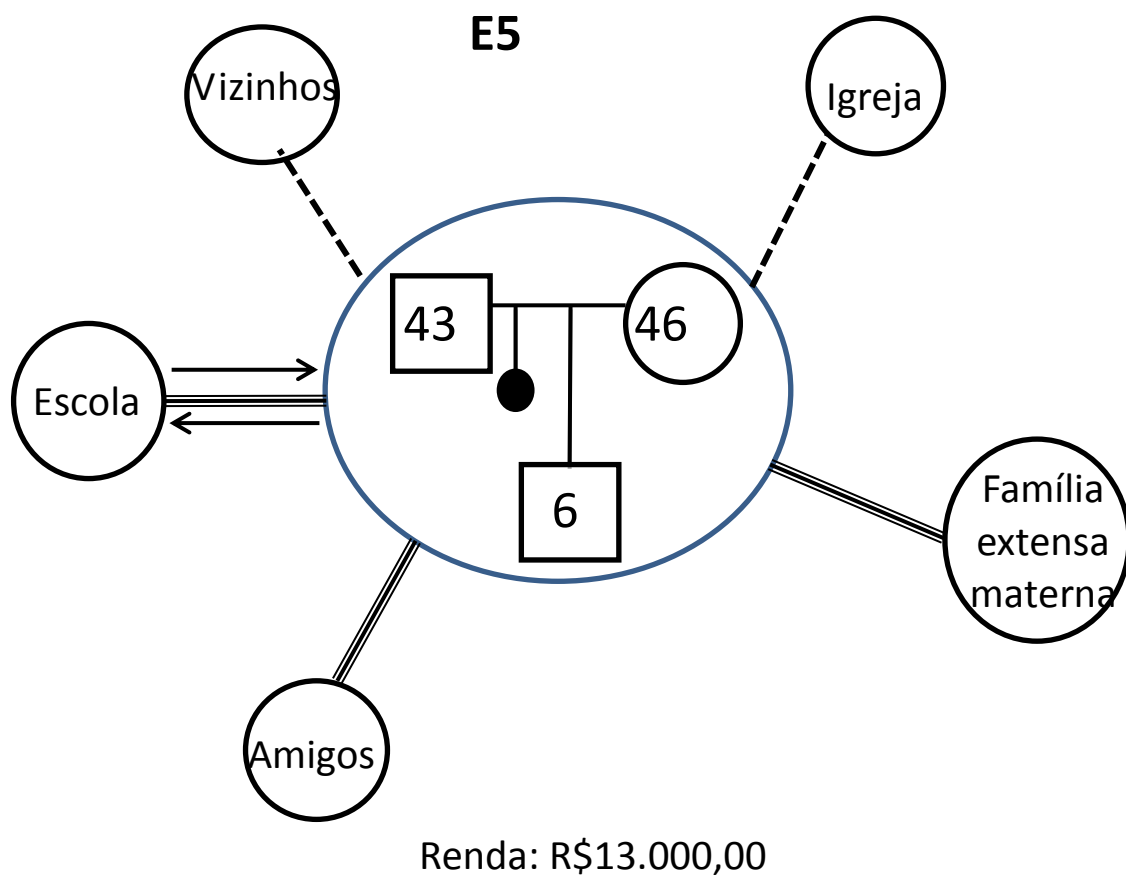 E5
Vizinhos
Igreja
43
46
Escola
6
Família
extensa
materna
Amigos
Renda: R$13.000,00